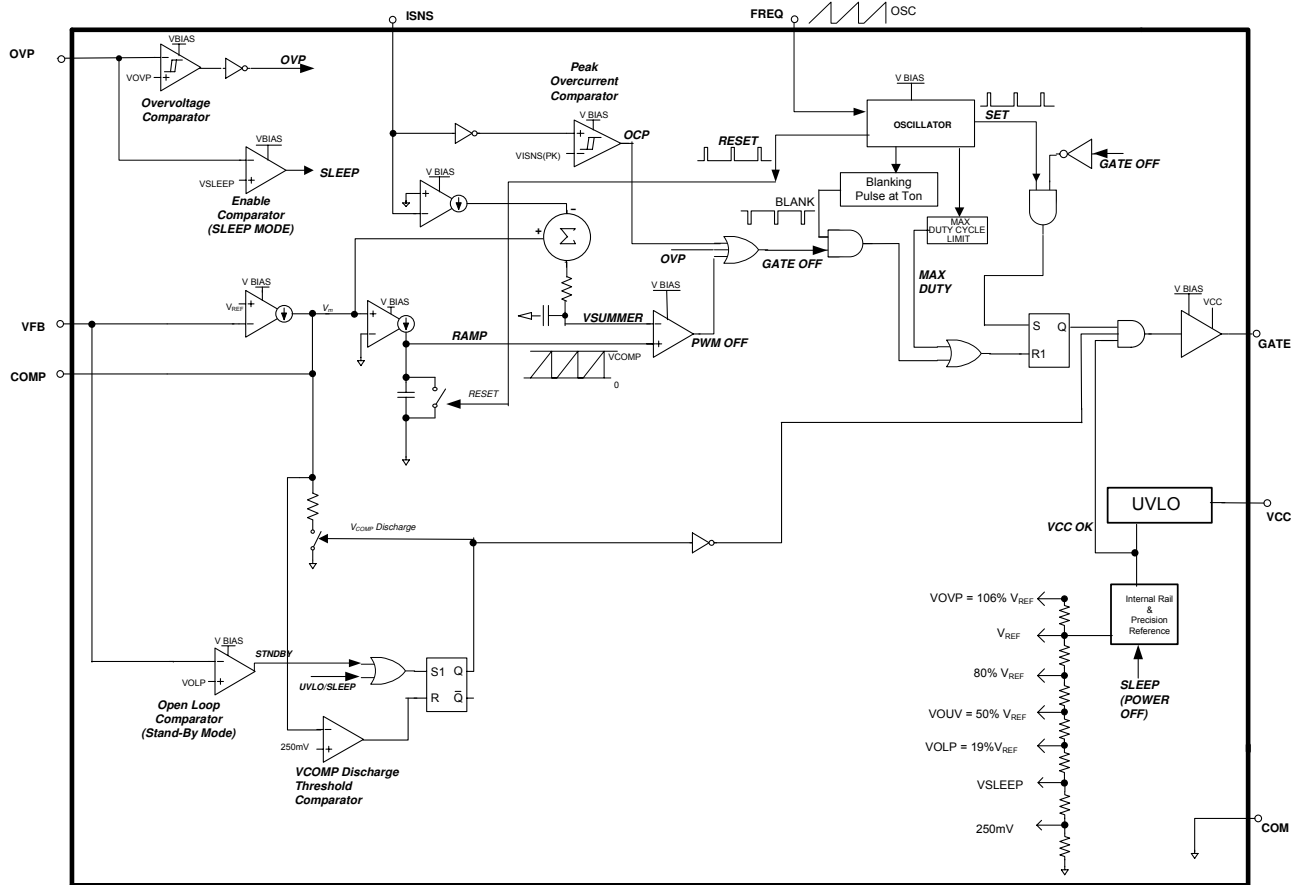 ISNS
FREQ
OSC
OVP
VBIAS
VOVP
OVP
Overvoltage
Comparator
VBIAS
VSLEEP
SLEEP
Enable
Comparator
(SLEEP MODE)
Peak
Overcurrent
Comparator
V BIAS
VISNS(PK)
OCP
V BIAS
V BIAS
OSCILLATOR
SET
RESET
GATE OFF
Blanking
Pulse at Ton
BLANK
MAX
DUTY CYCLE
LIMIT
Σ
OVP
GATE OFF
MAX
DUTY
V BIAS
VREF
VFB
Vm
V BIAS
VSUMMER
V BIAS
PWM OFF
RAMP
VCOMP
0
S
Q
R1
V BIAS
VCC
GATE
COMP
RESET
VCOMP Discharge
UVLO
VCC
VCC OK
Internal Rail
&
Precision
Reference
SLEEP
(POWER
OFF)
VOVP = 106% VREF
VREF
80% VREF
VOUV = 50% VREF
VOLP = 19%VREF
VSLEEP
250mV
V BIAS
VOLP
STNDBY
UVLO/SLEEP
S1
Q
R
Q̅
Open Loop
Comparator
(Stand-By Mode)
250mV
VCOMP Discharge
Threshold
Comparator
COM